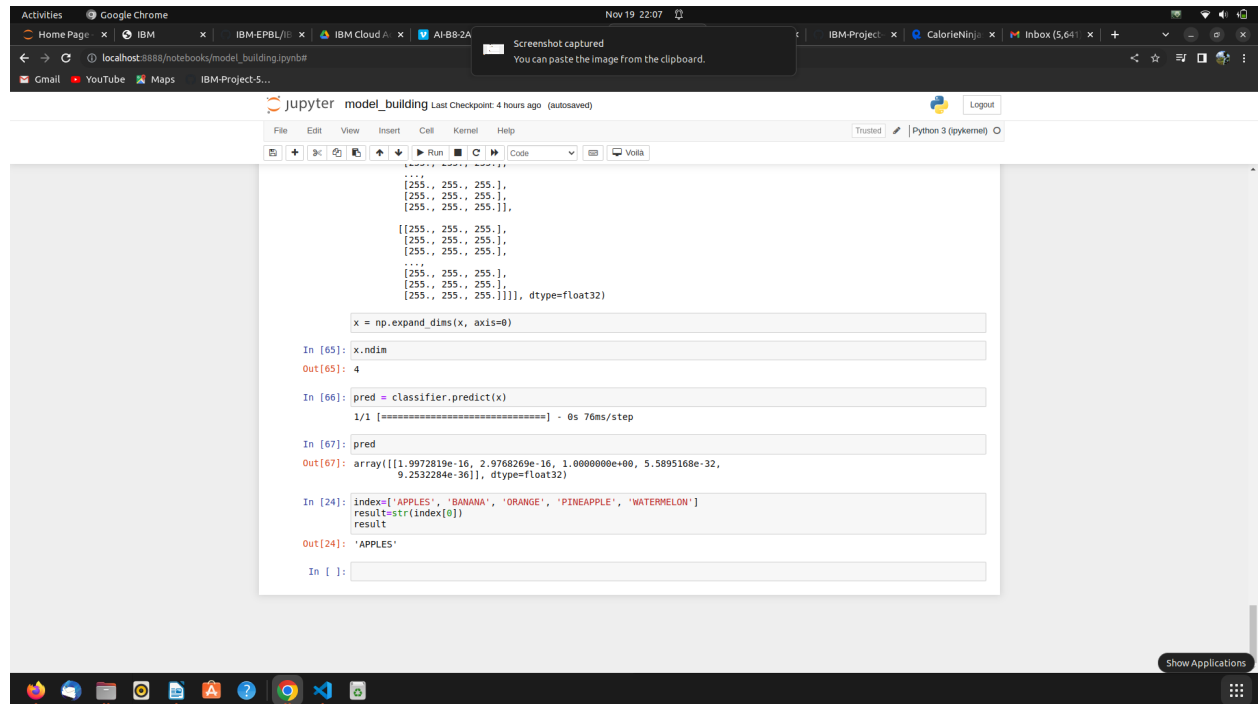 Activities Google Chrome Nov 19 22:07
Home Page IBM IBM-EPBL/IB IBM Cloud Ac AI-B8-2A IBM-Project- CalorieNinja Inbox (5,641)
Screenshot captured
You can paste the image from the clipboard.
localhost:8888/notebooks/model_building.ipynb#
Gmail YouTube Maps IBM-Project-5...
jupyter model_building Last Checkpoint: 4 hours ago (autosaved) Logout
File Edit View Insert Cell Kernel Help Trusted Python 3 (ipykernel)
Run Code Voilà
[255., 255., 255.],
...,
[255., 255., 255.],
[255., 255., 255.],
[255., 255., 255.]],
[[255., 255., 255.],
[255., 255., 255.],
[255., 255., 255.],
...,
[255., 255., 255.],
[255., 255., 255.],
[255., 255., 255.]]]], dtype=float32)
x = np.expand_dims(x, axis=0)
In [65]: x.ndim
Out[65]: 4
In [66]: pred = classifier.predict(x)
1/1 [==============================] - 0s 76ms/step
In [67]: pred
Out[67]: array([[1.9972819e-16, 2.9768269e-16, 1.0000000e+00, 5.5895168e-32,
9.2532284e-36]], dtype=float32)
In [24]: index=['APPLES', 'BANANA', 'ORANGE', 'PINEAPPLE', 'WATERMELON']
result=str(index[0])
result
Out[24]: 'APPLES'
In [ ]:
Show Applications